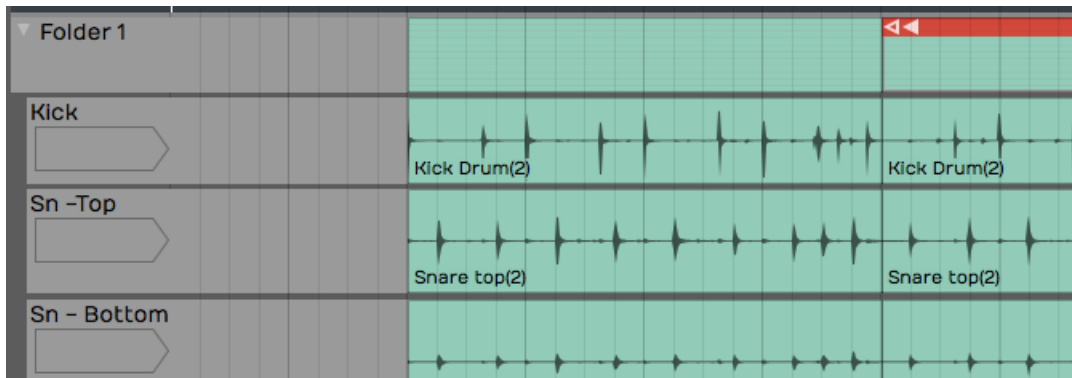 Folder 1
Kick
Kick Drum(2)
Kick Drum(2)
Sn -Top
Snare top(2)
Snare top(2)
Sn - Bottom